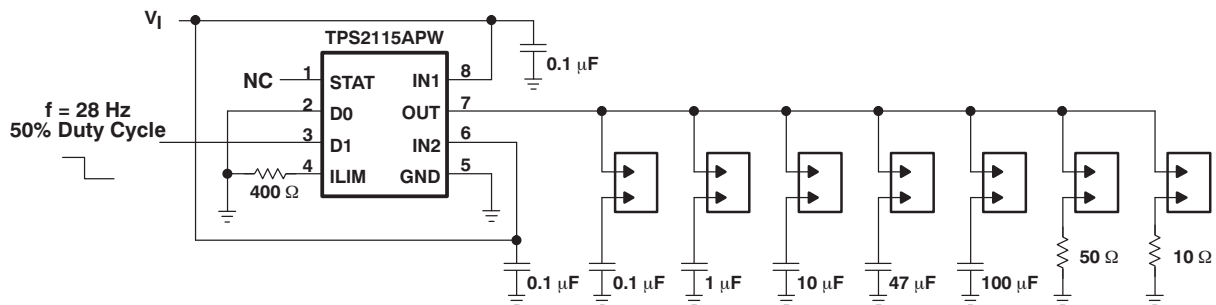 V_I
TPS2115APW
0.1 μF
NC
1 STAT IN1 8
f = 28 Hz
50% Duty Cycle
2 D0 OUT 7
3 D1 IN2 6
4 ILIM GND 5
400 Ω
0.1 μF
0.1 μF
1 μF
10 μF
47 μF
100 μF
50 Ω
10 Ω